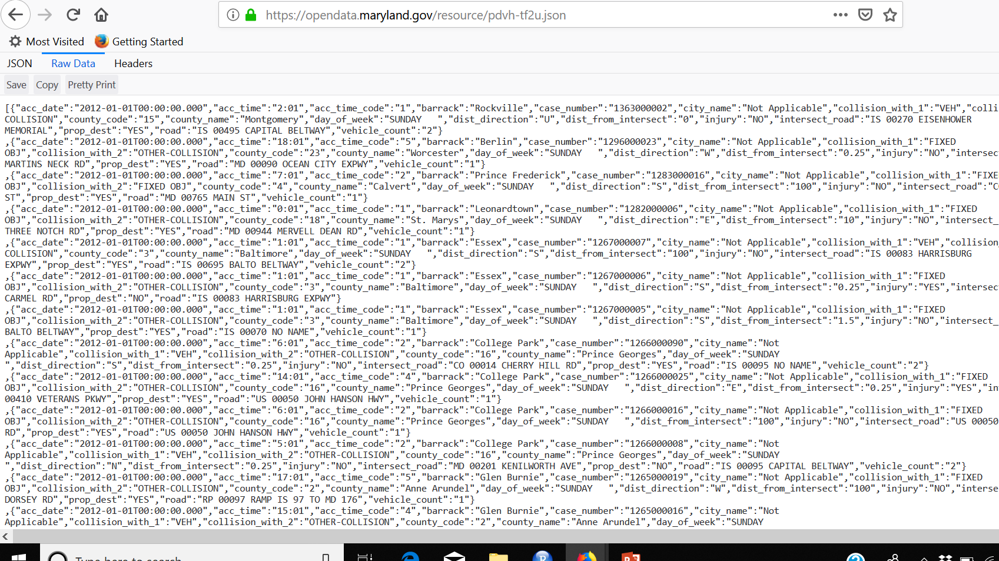 https://opendata.maryland.gov/resource/pdvh-tf2u.json
Most Visited Getting Started
JSON Raw Data Headers
Save Copy Pretty Print
[{"acc_date":"2012-01-01T00:00:00.000","acc_time":"2:01","acc_time_code":"1","barrack":"Rockville","case_number":"1363000002","city_name":"Not Applicable","collision_with_1":"VEH","colli
COLLISION","county_code":"15","county_name":"Montgomery","day_of_week":"SUNDAY   ","dist_direction":"U","dist_from_intersect":"0","injury":"NO","intersect_road":"IS 00270 EISENHOWER
MEMORIAL","prop_dest":"YES","road":"IS 00495 CAPITAL BELTWAY","vehicle_count":"2"}
,{"acc_date":"2012-01-01T00:00:00.000","acc_time":"18:01","acc_time_code":"5","barrack":"Berlin","case_number":"1296000023","city_name":"Not Applicable","collision_with_1":"FIXED
OBJ","collision_with_2":"OTHER-COLLISION","county_code":"23","county_name":"Worcester","day_of_week":"SUNDAY   ","dist_direction":"W","dist_from_intersect":"0.25","injury":"NO","intersec
MARTINS NECK RD","prop_dest":"YES","road":"MD 00090 OCEAN CITY EXPWY","vehicle_count":"1"}
,{"acc_date":"2012-01-01T00:00:00.000","acc_time":"7:01","acc_time_code":"2","barrack":"Prince Frederick","case_number":"1283000016","city_name":"Not Applicable","collision_with_1":"FIXE
OBJ","collision_with_2":"FIXED OBJ","county_code":"4","county_name":"Calvert","day_of_week":"SUNDAY   ","dist_direction":"S","dist_from_intersect":"100","injury":"NO","intersect_road":"CO
ST","prop_dest":"YES","road":"MD 00765 MAIN ST","vehicle_count":"1"}
,{"acc_date":"2012-01-01T00:00:00.000","acc_time":"0:01","acc_time_code":"1","barrack":"Leonardtown","case_number":"1282000006","city_name":"Not Applicable","collision_with_1":"FIXED
OBJ","collision_with_2":"OTHER-COLLISION","county_code":"18","county_name":"St. Marys","day_of_week":"SUNDAY   ","dist_direction":"E","dist_from_intersect":"10","injury":"NO","intersect_
THREE NOTCH RD","prop_dest":"YES","road":"MD 00944 MERVELL DEAN RD","vehicle_count":"1"}
,{"acc_date":"2012-01-01T00:00:00.000","acc_time":"1:01","acc_time_code":"1","barrack":"Essex","case_number":"1267000007","city_name":"Not Applicable","collision_with_1":"VEH","collision_
COLLISION","county_code":"3","county_name":"Baltimore","day_of_week":"SUNDAY   ","dist_direction":"S","dist_from_intersect":"100","injury":"NO","intersect_road":"IS 00083 HARRISBURG
EXPWY","prop_dest":"YES","road":"IS 00695 BALTO BELTWAY","vehicle_count":"2"}
,{"acc_date":"2012-01-01T00:00:00.000","acc_time":"1:01","acc_time_code":"1","barrack":"Essex","case_number":"1267000006","city_name":"Not Applicable","collision_with_1":"FIXED
OBJ","collision_with_2":"OTHER-COLLISION","county_code":"3","county_name":"Baltimore","day_of_week":"SUNDAY   ","dist_direction":"S","dist_from_intersect":"0.25","injury":"YES","intersec
CARMEL RD","prop_dest":"NO","road":"IS 00083 HARRISBURG EXPWY"}
,{"acc_date":"2012-01-01T00:00:00.000","acc_time":"1:01","acc_time_code":"1","barrack":"Essex","case_number":"1267000005","city_name":"Not Applicable","collision_with_1":"FIXED
OBJ","collision_with_2":"OTHER-COLLISION","county_code":"3","county_name":"Baltimore","day_of_week":"SUNDAY   ","dist_direction":"S","dist_from_intersect":"1.5","injury":"NO","intersect_
BALTO BELTWAY","prop_dest":"YES","road":"IS 00070 NO NAME","vehicle_count":"1"}
,{"acc_date":"2012-01-01T00:00:00.000","acc_time":"6:01","acc_time_code":"2","barrack":"College Park","case_number":"1266000090","city_name":"Not
Applicable","collision_with_1":"VEH","collision_with_2":"OTHER-COLLISION","county_code":"16","county_name":"Prince Georges","day_of_week":"SUNDAY
","dist_direction":"S","dist_from_intersect":"0.25","injury":"NO","intersect_road":"CO 00014 CHERRY HILL RD","prop_dest":"YES","road":"IS 00095 NO NAME","vehicle_count":"2"}
,{"acc_date":"2012-01-01T00:00:00.000","acc_time":"14:01","acc_time_code":"4","barrack":"College Park","case_number":"1266000025","city_name":"Not Applicable","collision_with_1":"FIXED
OBJ","collision_with_2":"OTHER-COLLISION","county_code":"16","county_name":"Prince Georges","day_of_week":"SUNDAY   ","dist_direction":"E","dist_from_intersect":"0.25","injury":"YES","int
00410 VETERANS PKWY","prop_dest":"YES","road":"US 00050 JOHN HANSON HWY","vehicle_count":"1"}
,{"acc_date":"2012-01-01T00:00:00.000","acc_time":"6:01","acc_time_code":"2","barrack":"College Park","case_number":"1266000016","city_name":"Not Applicable","collision_with_1":"FIXED
OBJ","collision_with_2":"OTHER-COLLISION","county_code":"16","county_name":"Prince Georges","day_of_week":"SUNDAY   ","dist_from_intersect":"100","injury":"NO","intersect_road":"US 00050
RD","prop_dest":"YES","road":"US 00050 JOHN HANSON HWY","vehicle_count":"1"}
,{"acc_date":"2012-01-01T00:00:00.000","acc_time":"5:01","acc_time_code":"2","barrack":"College Park","case_number":"1266000008","city_name":"Not
Applicable","collision_with_1":"VEH","collision_with_2":"OTHER-COLLISION","county_code":"16","county_name":"Prince Georges","day_of_week":"SUNDAY
","dist_direction":"N","dist_from_intersect":"0.25","injury":"NO","intersect_road":"MD 00201 KENILWORTH AVE","prop_dest":"NO","road":"IS 00095 CAPITAL BELTWAY","vehicle_count":"2"}
,{"acc_date":"2012-01-01T00:00:00.000","acc_time":"17:01","acc_time_code":"5","barrack":"Glen Burnie","case_number":"1265000019","city_name":"Not Applicable","collision_with_1":"FIXED
OBJ","collision_with_2":"OTHER-COLLISION","county_code":"2","county_name":"Anne Arundel","day_of_week":"SUNDAY   ","dist_direction":"W","dist_from_intersect":"100","injury":"NO","interse
DORSEY RD","prop_dest":"YES","road":"RP 00097 RAMP IS 97 TO MD 176","vehicle_count":"1"}
,{"acc_date":"2012-01-01T00:00:00.000","acc_time":"15:01","acc_time_code":"4","barrack":"Glen Burnie","case_number":"1265000016","city_name":"Not
Applicable","collision_with_1":"VEH","collision_with_2":"OTHER-COLLISION","county_code":"2","county_name":"Anne Arundel","day_of_week":"SUNDAY
Type here to search